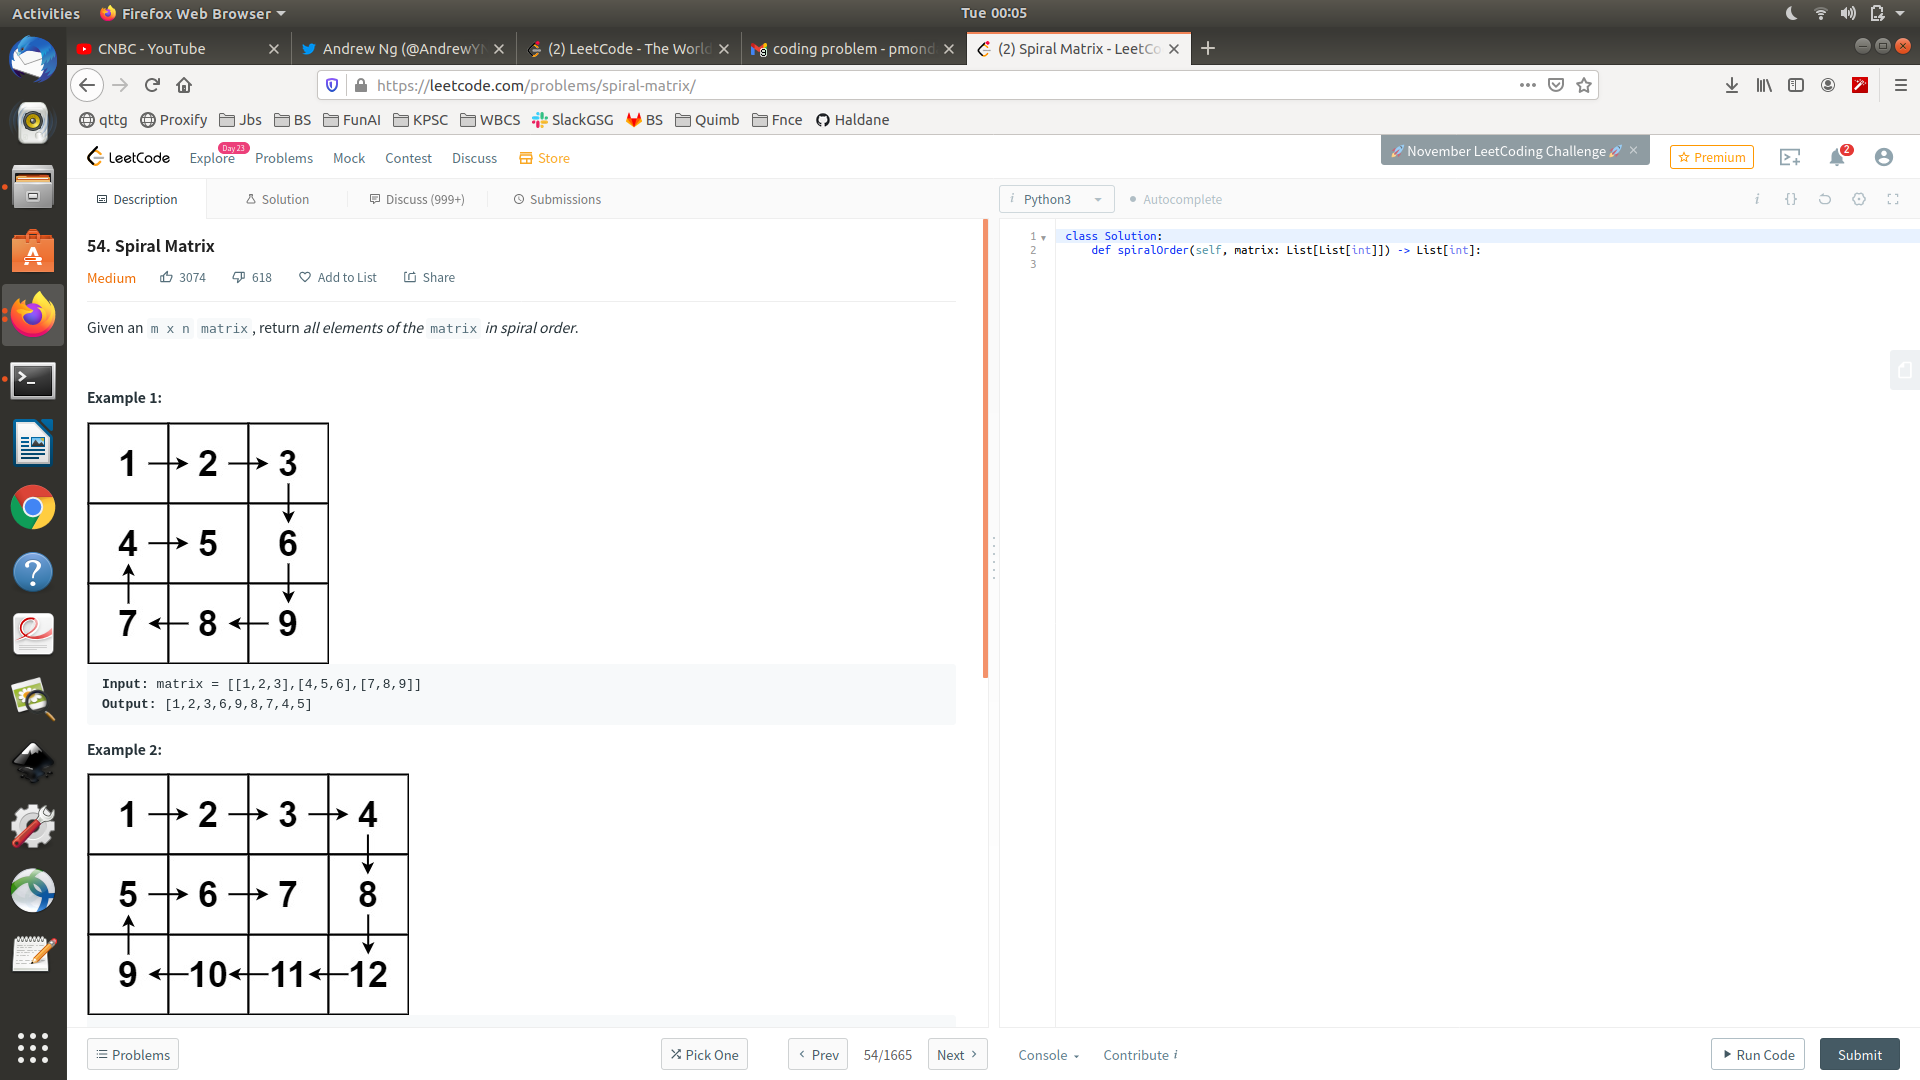 Activities Firefox Web Browser Tue 00:05
CNBC - YouTube Andrew Ng (@AndrewYN (2) LeetCode - The World coding problem - pmond (2) Spiral Matrix - LeetCo
https://leetcode.com/problems/spiral-matrix/
qttg Proxify Jbs BS FunAI KPSC WBCS SlackGSG BS Quimb Fnce Haldane
LeetCode Explore Day 23 Problems Mock Contest Discuss Store November LeetCoding Challenge Premium 2
Description Solution Discuss (999+) Submissions i Python3 Autocomplete i {}
54. Spiral Matrix
Medium 3074 618 Add to List Share
Given an m x n matrix, return all elements of the matrix in spiral order.
Example 1:
1 2 3
4 5 6
7 8 9
Input: matrix = [[1,2,3],[4,5,6],[7,8,9]]
Output: [1,2,3,6,9,8,7,4,5]
Example 2:
1 2 3 4
5 6 7 8
9 10 11 12
1 class Solution:
2 def spiralOrder(self, matrix: List[List[int]]) -> List[int]:
3
Problems Pick One Prev 54/1665 Next Console Contribute i Run Code Submit